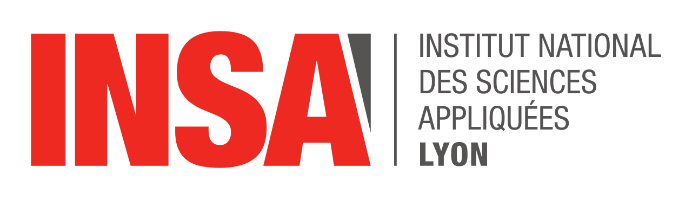 INSA
INSTITUT NATIONAL
DES SCIENCES
APPLIQUÉES
LYON